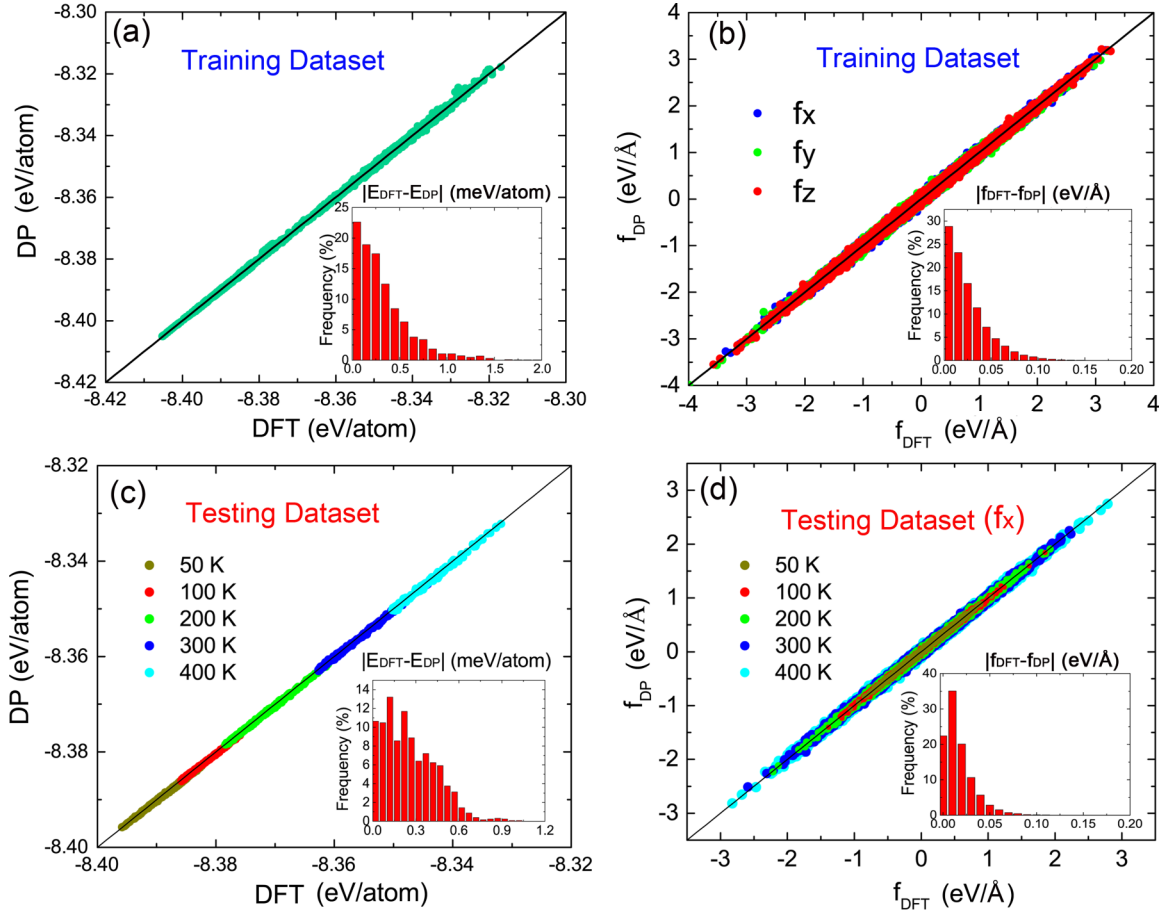 (a)
Training Dataset
DP (eV/atom)
-8.30
-8.32
-8.34
-8.36
-8.38
-8.40
-8.42
|EDFT-EDP| (meV/atom)
Frequency (%)
25
20
15
10
5
0
0.0 0.5 1.0 1.5 2.0
-8.42 -8.40 -8.38 -8.36 -8.34 -8.32 -8.30
DFT (eV/atom)
(b)
Training Dataset
fx
fy
fz
fDP (eV/Å)
4
3
2
1
0
-1
-2
-3
-4
|fDFT-fDP| (eV/Å)
Frequency (%)
30
25
20
15
10
5
0
0.00 0.05 0.10 0.15 0.20
-4 -3 -2 -1 0 1 2 3 4
fDFT (eV/Å)
(c)
Testing Dataset
50 K
100 K
200 K
300 K
400 K
DP (eV/atom)
-8.32
-8.34
-8.36
-8.38
-8.40
|EDFT-EDP| (meV/atom)
Frequency (%)
14
12
10
8
6
4
2
0
0.0 0.3 0.6 0.9 1.2
-8.40 -8.38 -8.36 -8.34 -8.32
DFT (eV/atom)
(d)
Testing Dataset (fx)
50 K
100 K
200 K
300 K
400 K
fDP (eV/Å)
3
2
1
0
-1
-2
-3
|fDFT-fDP| (eV/Å)
Frequency (%)
40
30
20
10
0
0.00 0.05 0.10 0.15 0.20
-3 -2 -1 0 1 2 3
fDFT (eV/Å)